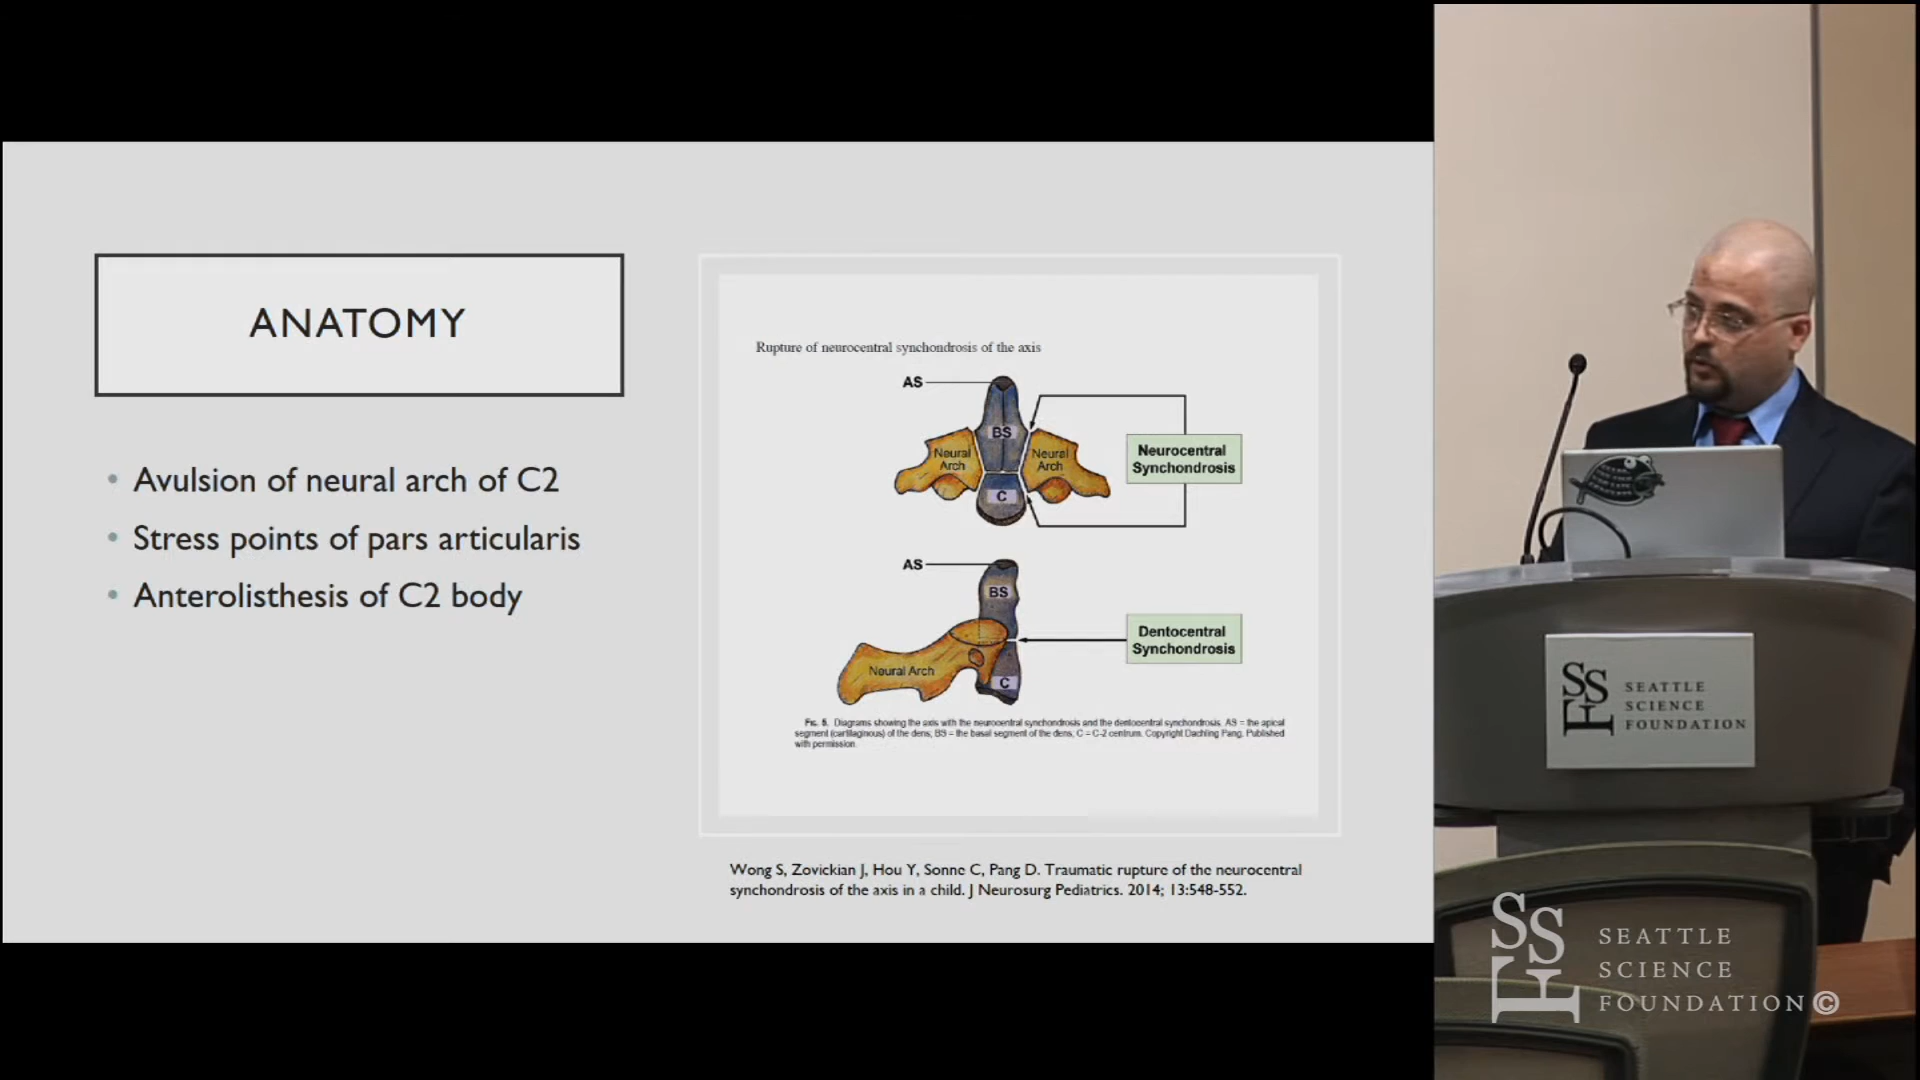 ANATOMY
• Avulsion of neural arch of C2
• Stress points of pars articularis
• Anterolisthesis of C2 body
Rupture of neurocentral synchondrosis of the axis
AS
BS
Neural
Arch
Neural
Arch
C
Neurocentral
Synchondrosis
AS
BS
Neural Arch
C
Dentocentral
Synchondrosis
FIG. 5. Diagrams showing the axis with the neurocentral synchondrosis and the dentocentral synchondrosis. AS = the apical
segment (cartilaginous) of the dens; BS = the basal segment of the dens; C = C-2 centrum. Copyright Dachling Pang. Published
with permission.
Wong S, Zovickian J, Hou Y, Sonne C, Pang D. Traumatic rupture of the neurocentral
synchondrosis of the axis in a child. J Neurosurg Pediatrics. 2014; 13:548-552.
SSF
SEATTLE
SCIENCE
FOUNDATION
SSF
SEATTLE
SCIENCE
FOUNDATION©